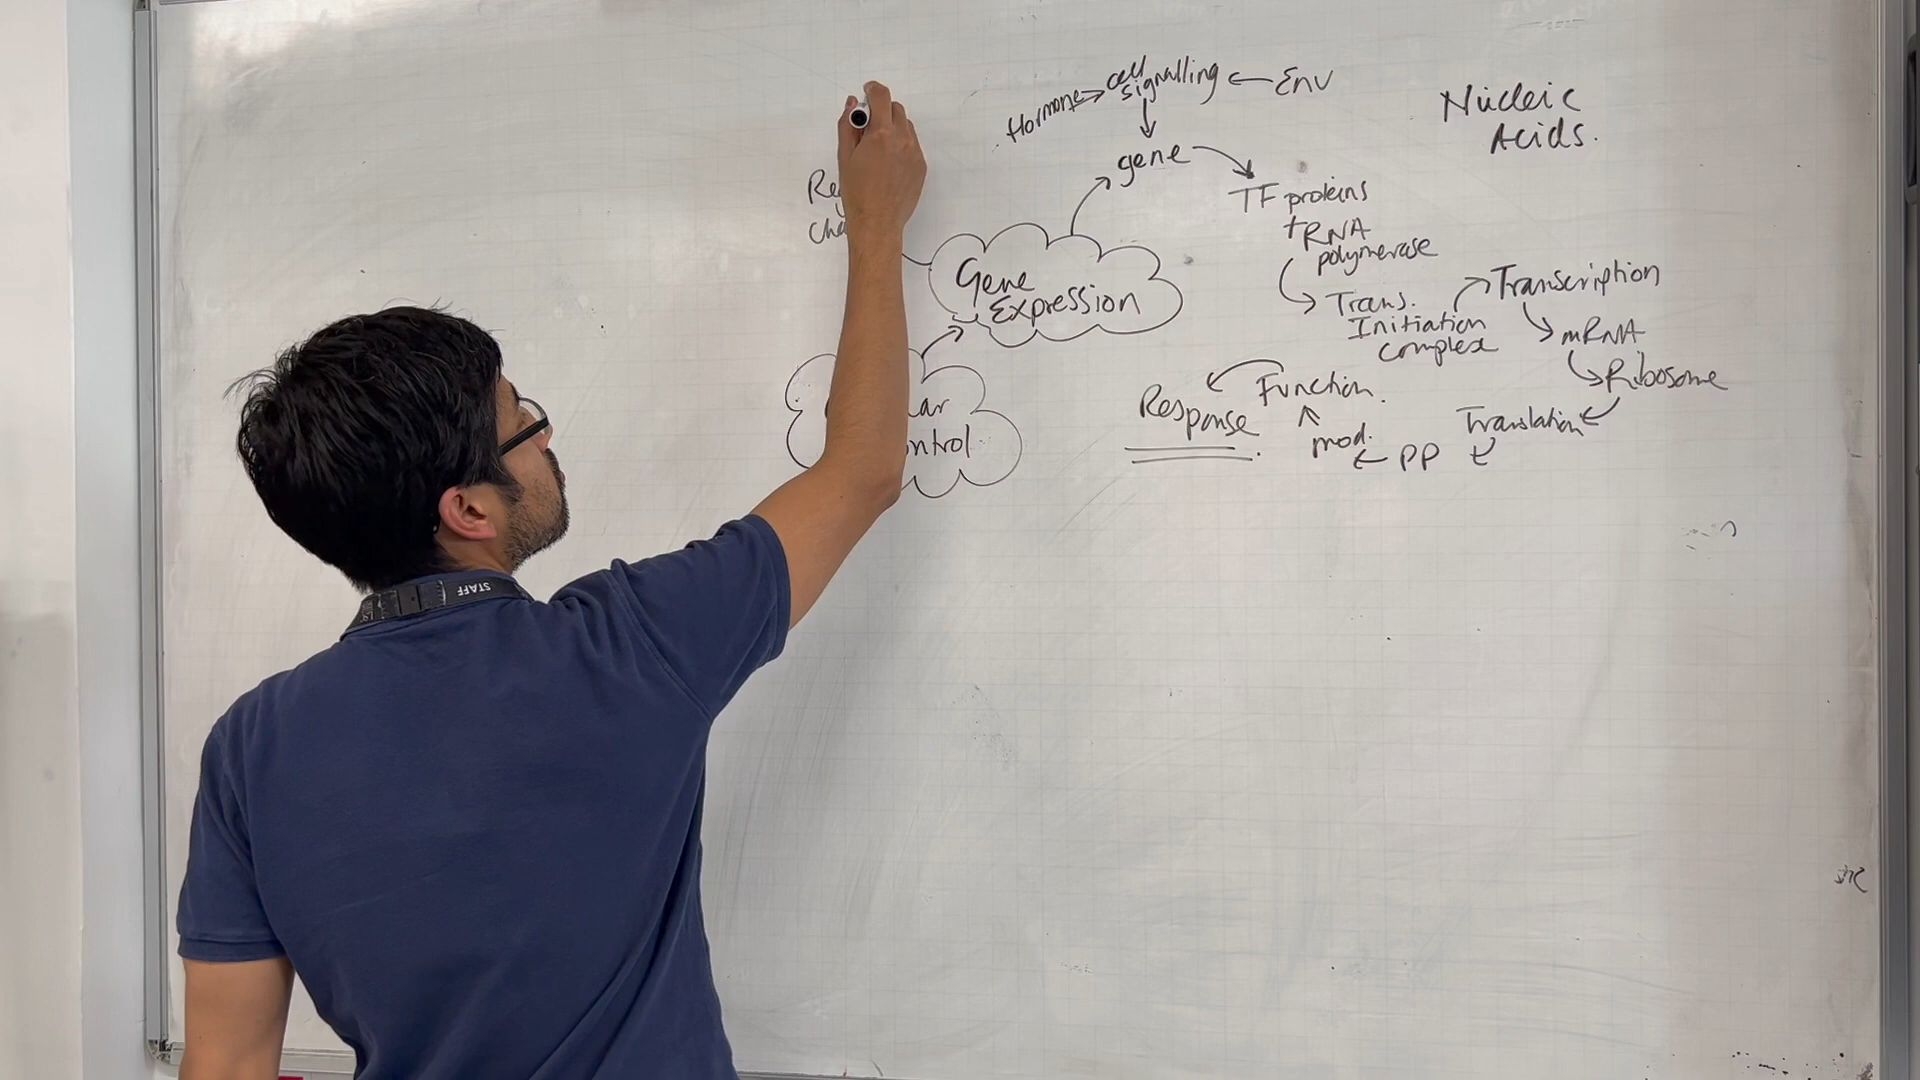 cell
signalling
Hormone
Env
Nucleic
Acids.
gene
TF proteins
+ RNA
polymerase
Gene
Expression
Trans.
Initiation
complex
Transcription
mRNA
Ribosome
Translation
PP
mod.
Function.
Response
STAFF